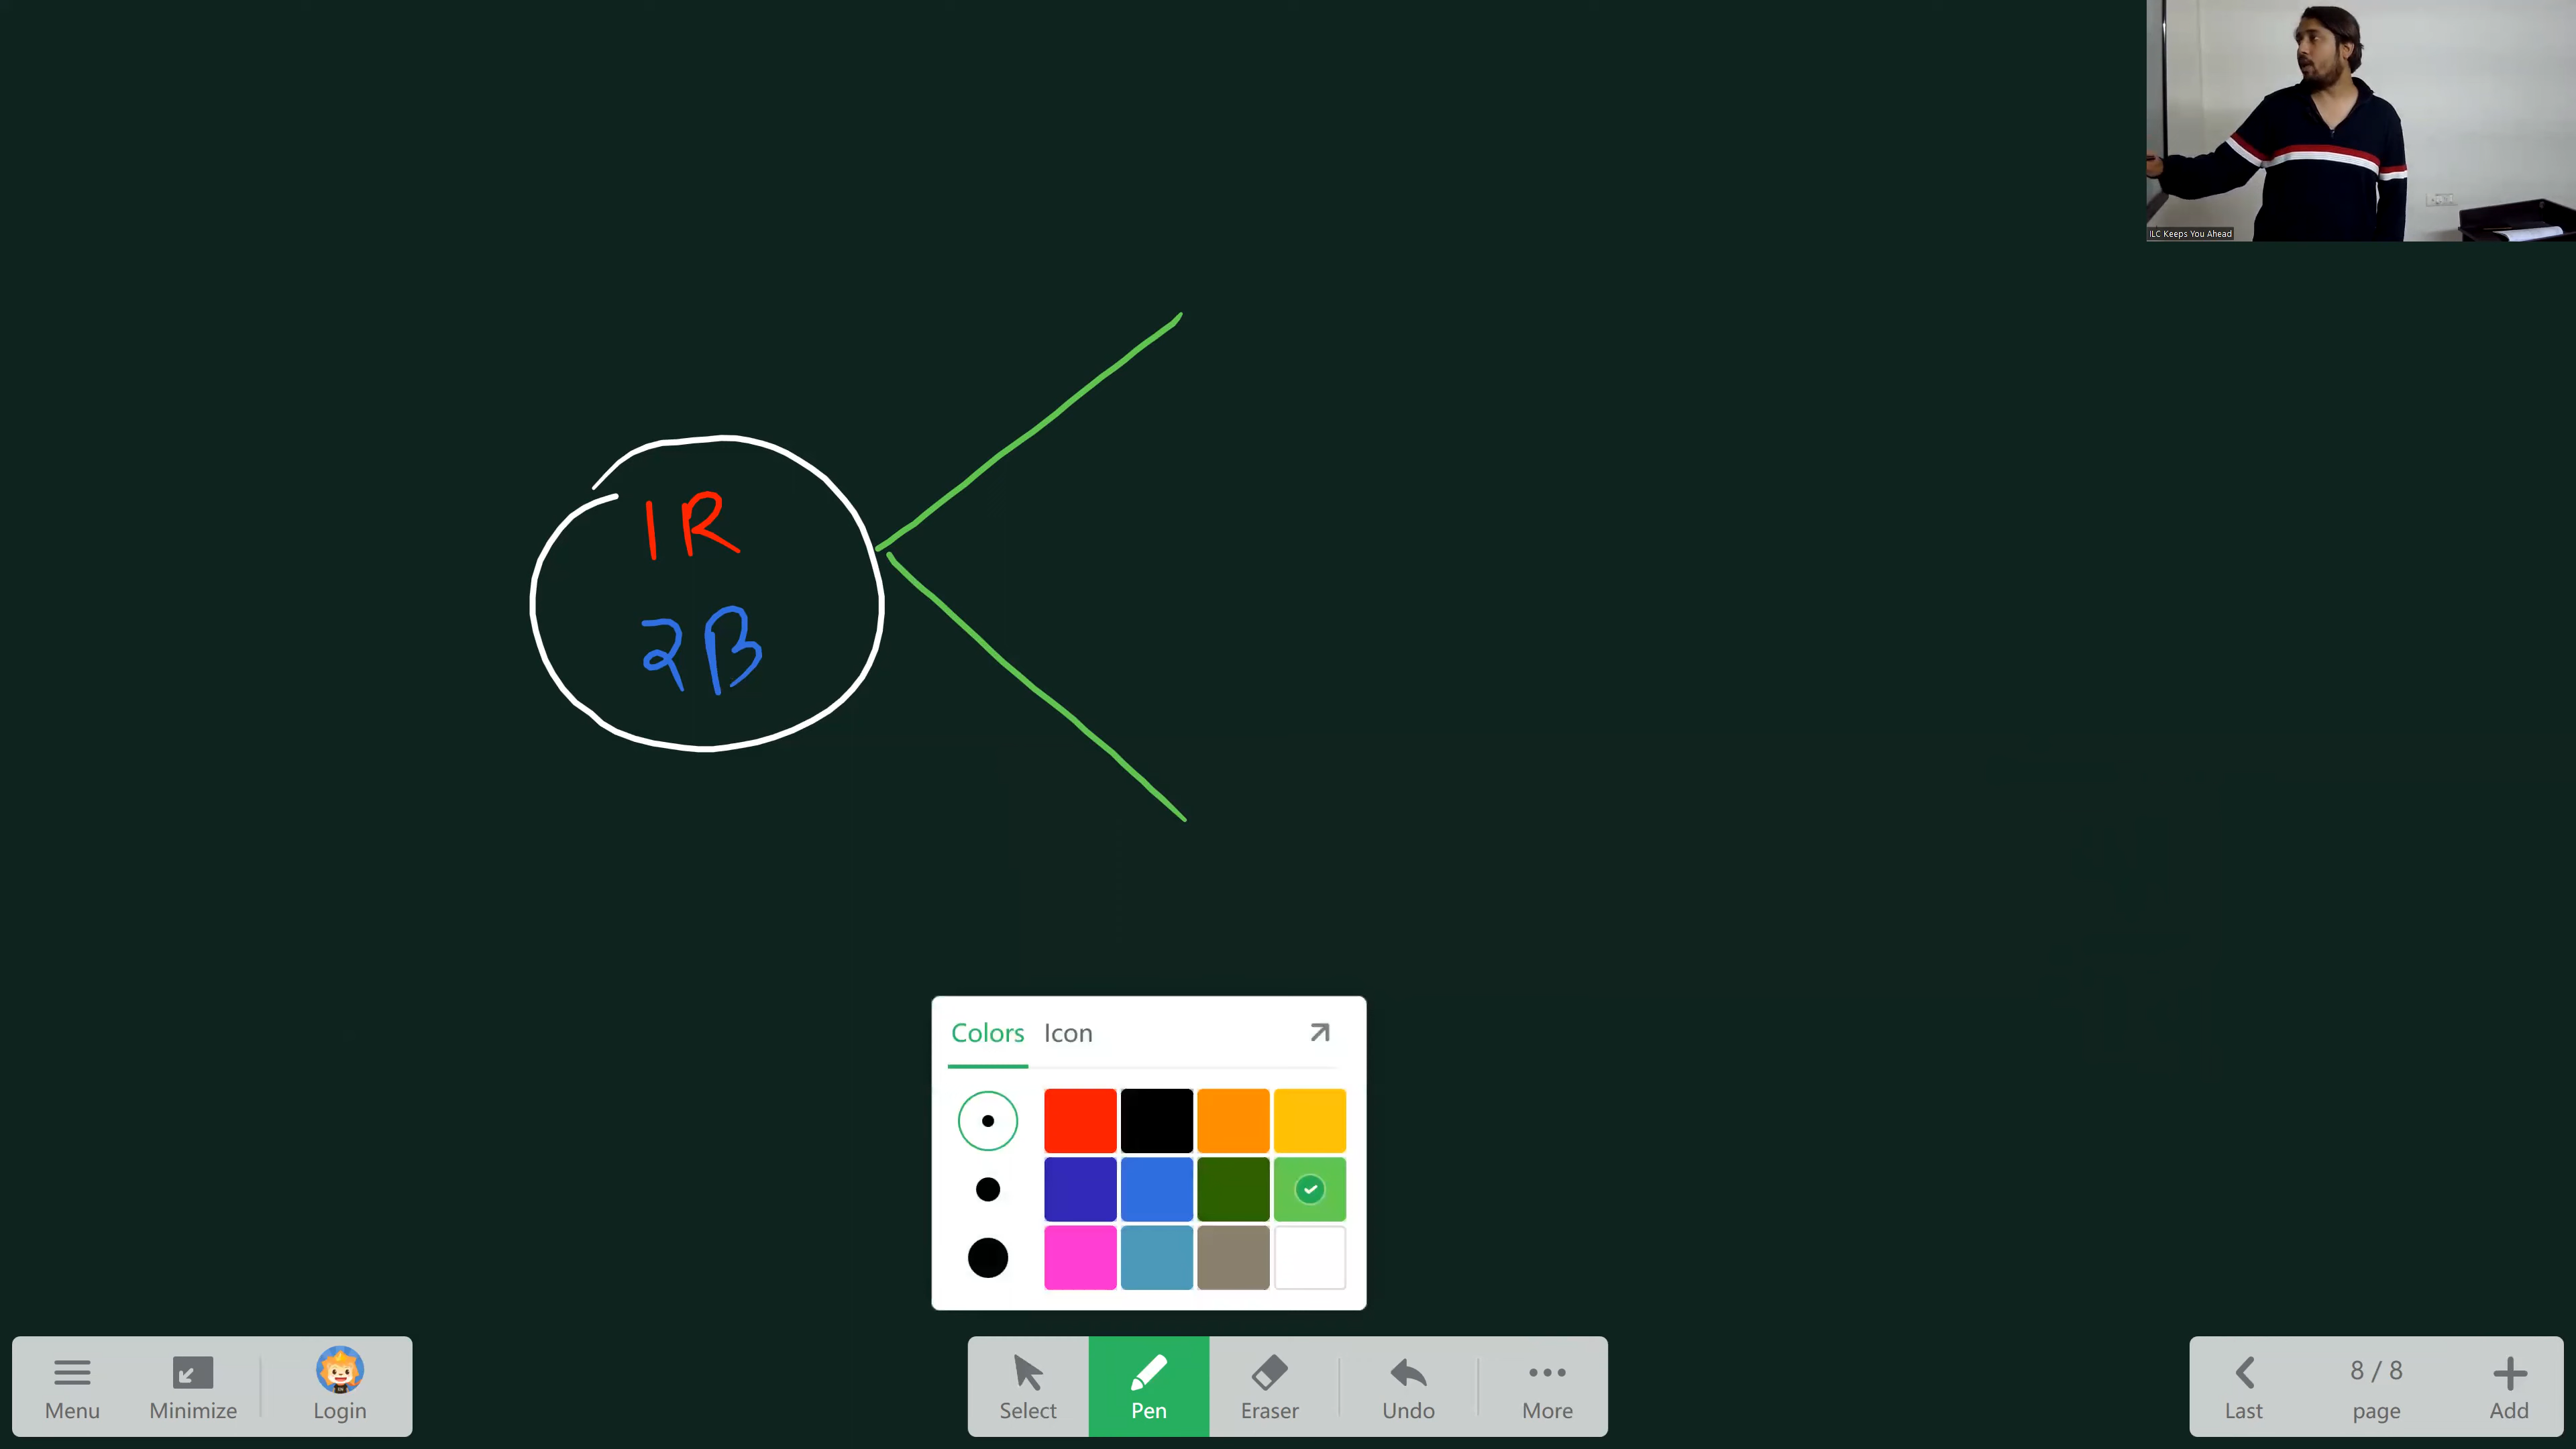 ILC Keeps You Ahead
1R
2B
Colors Icon
Menu Minimize Login
Select Pen Eraser Undo More
Last 8 / 8 page Add